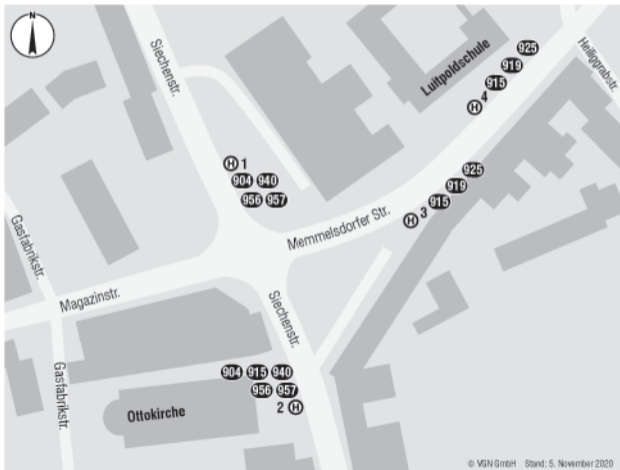 N
Siechenstr.
Luitpoldschule
Heiliggrabstr.
925
919
915
H 4
H 1
904 940
956 957
925
919
915
H 3
Memmelsdorfer Str.
Gasfabrikstr.
Magazinstr.
Siechenstr.
Gasfabrikstr.
904 915 940
956 957
2 H
Ottokirche
© VGN GmbH Stand: 5. November 2020